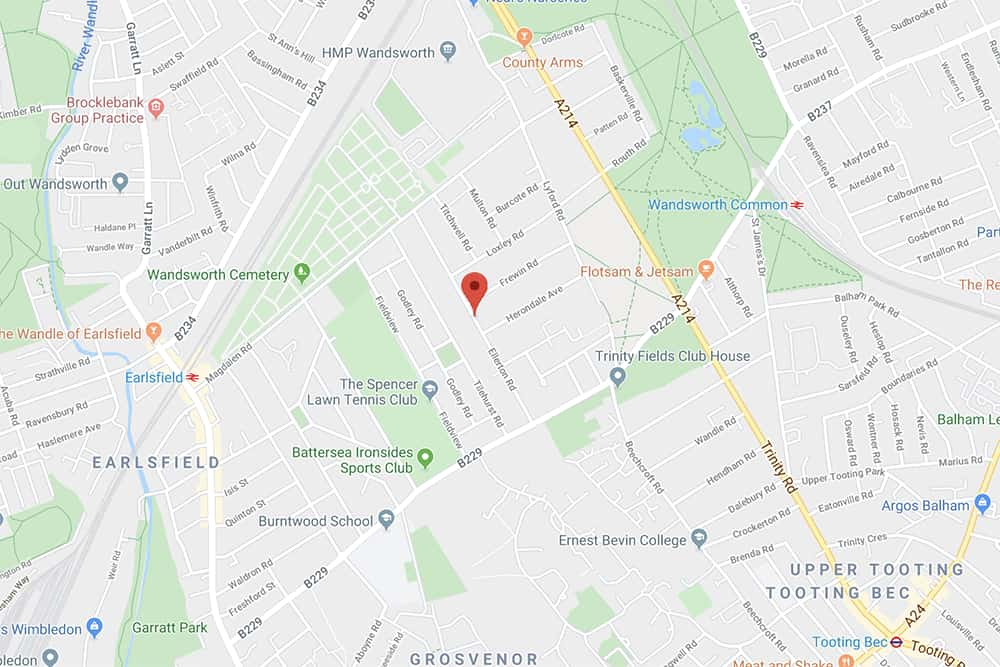 River Wandl
Garratt Ln
Aslett St
Swaffield Rd
St Ann's Hill
Bassingham Rd
B234
B234
HMP Wandsworth
County Arms
Dorlcote Rd
B229
Sudbrooke Rd
Rusham Rd
Morella Rd
Granard Rd
Endlesham Rd
Western Ln
Brocklebank
Group Practice
Kimber Rd
Baskerville Rd
A214
Patten Rd
Routh Rd
B237
Lydden Grove
Wilna Rd
Ravenslea Rd
Mayford Rd
Airedale Rd
Out Wandsworth
Winfrith Rd
Multon Rd
Burcote Rd
Lyford Rd
Calbourne Rd
Fernside Rd
Wandsworth Common
Garratt Ln
Haldane Pl
Titchwell Rd
Loxley Rd
Gosberton Rd
Tantallon Rd
Part
Wandle Way
Vanderbilt Rd
St James's Dr
Wandsworth Cemetery
Frewin Rd
Flotsam & Jetsam
The Re
Althorp Rd
Godley Rd
Fieldview
Herondale Ave
A214
Balham Park Rd
The Wandle of Earlsfield
B234
B229
Ouseley Rd
Heslop Rd
Magdalen Rd
Ellerton Rd
Trinity Fields Club House
Sarsfeld Rd
Boundaries Rd
Strathville Rd
Earlsfield
The Spencer
Lawn Tennis Club
Godley Rd
Tilehurst Rd
Acuba Rd
Ravensbury Rd
Haslemere Ave
road
Fieldview
Wandle Rd
Osward Rd
Wontner Rd
Hosack Rd
Nevis Rd
Balham Le
Battersea Ironsides
Sports Club
B229
EARLSFIELD
Beechcroft Rd
Hendham Rd
Trinity Rd
Upper Tooting Park
Marius Rd
Isis St
Quinton St
Dalebury Rd
Eatonville Rd
Argos Balham
Burntwood School
Crockerton Rd
Ernest Bevin College
Brenda Rd
Trinity Cres
Weir Rd
Waldron Rd
B229
Freshford St
UPPER TOOTING
TOOTING BEC
A24
B229
Garratt Park
s Wimbledon
Aboyne Rd
Louisville Rd
Tooting Bec
GROSVENOR
Meat and Shake